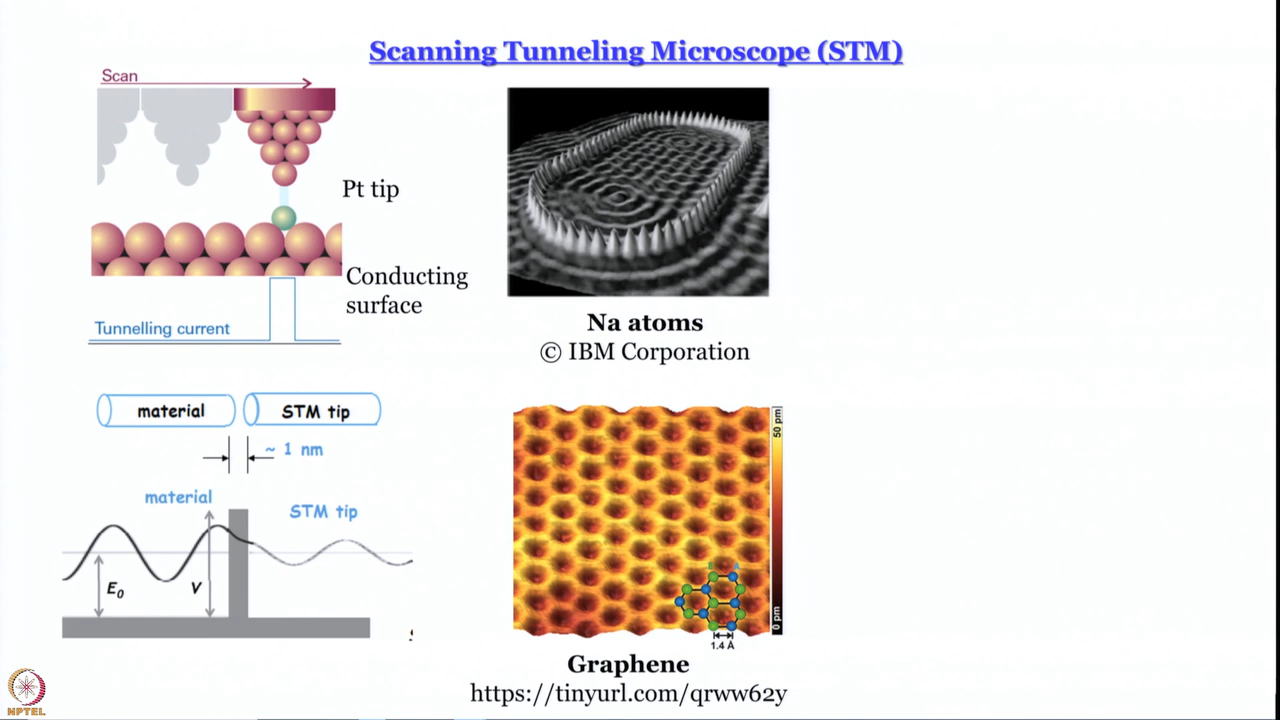 Scanning Tunneling Microscope (STM)
Scan
Pt tip
Conducting
surface
Tunnelling current
material
STM tip
~ 1 nm
material
STM tip
E₀
V
Na atoms
© IBM Corporation
50 pm
0 pm
B A
1.4 Å
Graphene
https://tinyurl.com/qrww62y
NPTEL